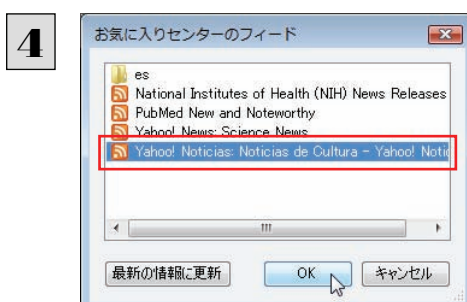 4
お気に入りセンターのフィード
es
National Institutes of Health (NIH) News Releases
PubMed New and Noteworthy
Yahoo! News: Science News
Yahoo! Noticias: Noticias de Cultura - Yahoo! Notic
最新の情報に更新
OK
キャンセル